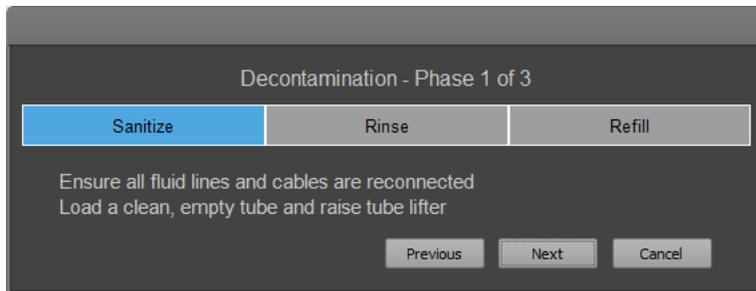 Decontamination - Phase 1 of 3
Sanitize Rinse Refill
Ensure all fluid lines and cables are reconnected
Load a clean, empty tube and raise tube lifter
Previous Next Cancel